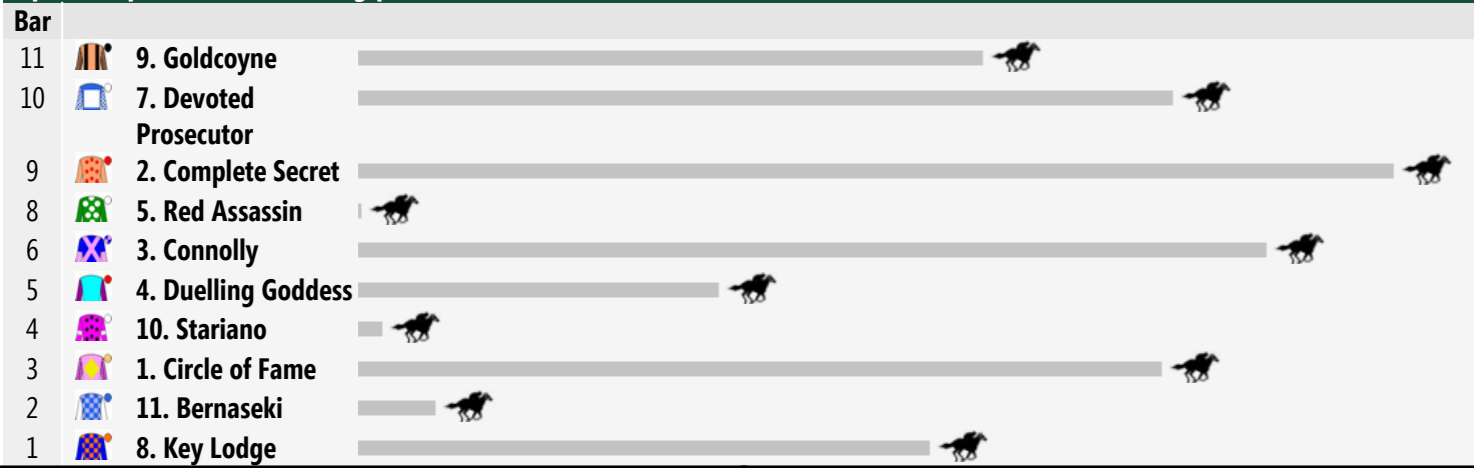 Bar
11 9. Goldcoyne
10 7. Devoted
Prosecutor
9 2. Complete Secret
8 5. Red Assassin
6 3. Connolly
5 4. Duelling Goddess
4 10. Stariano
3 1. Circle of Fame
2 11. Bernaseki
1 8. Key Lodge